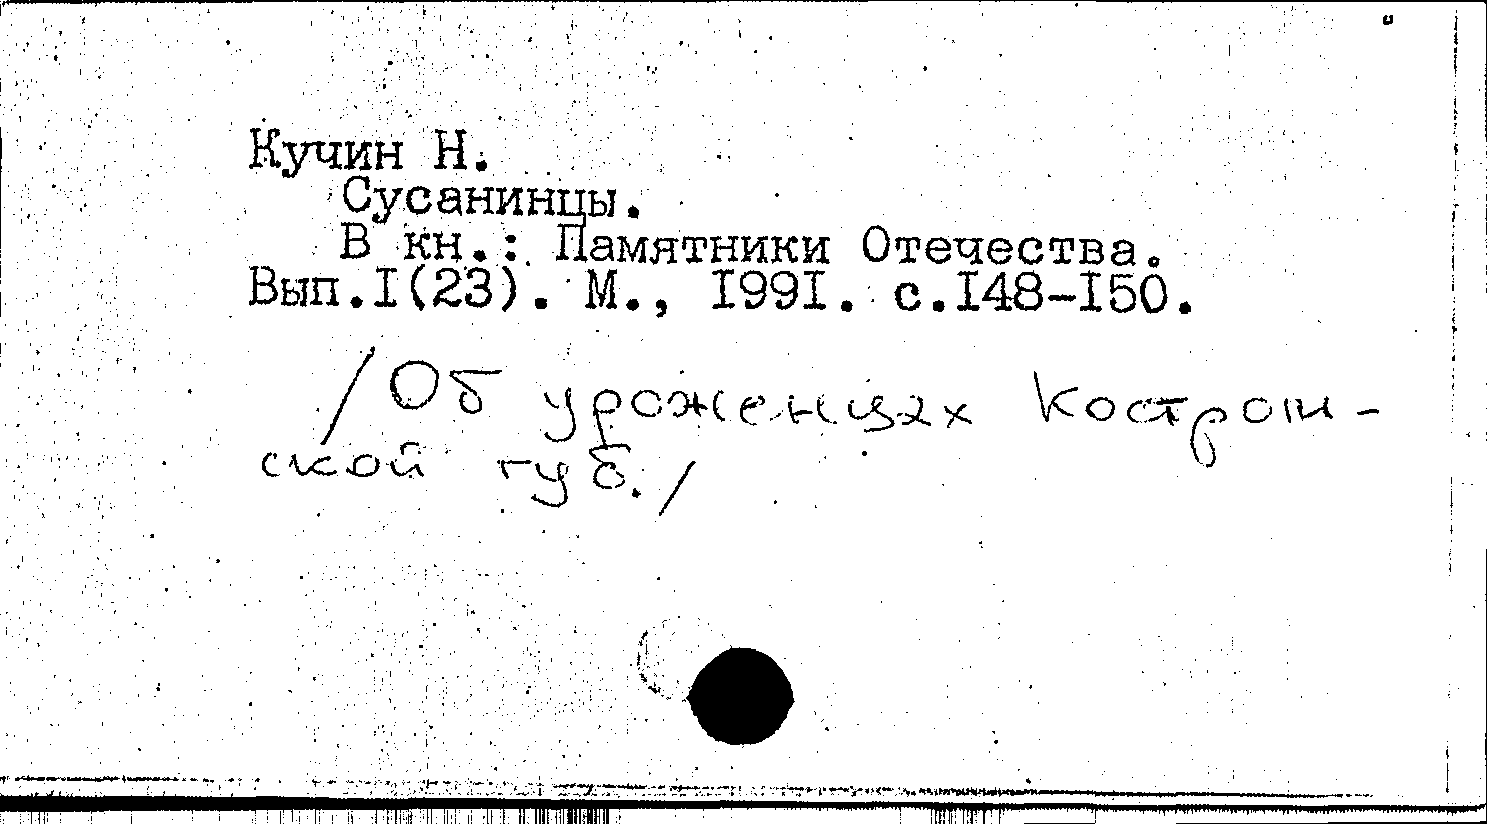 Кучин Н.
Сусанинцы.
В кн.: Памятники Отечества.
Вып.I(23). М., I99I. с.I48-I50.
/Об уроженцах Костром-
ской губ./